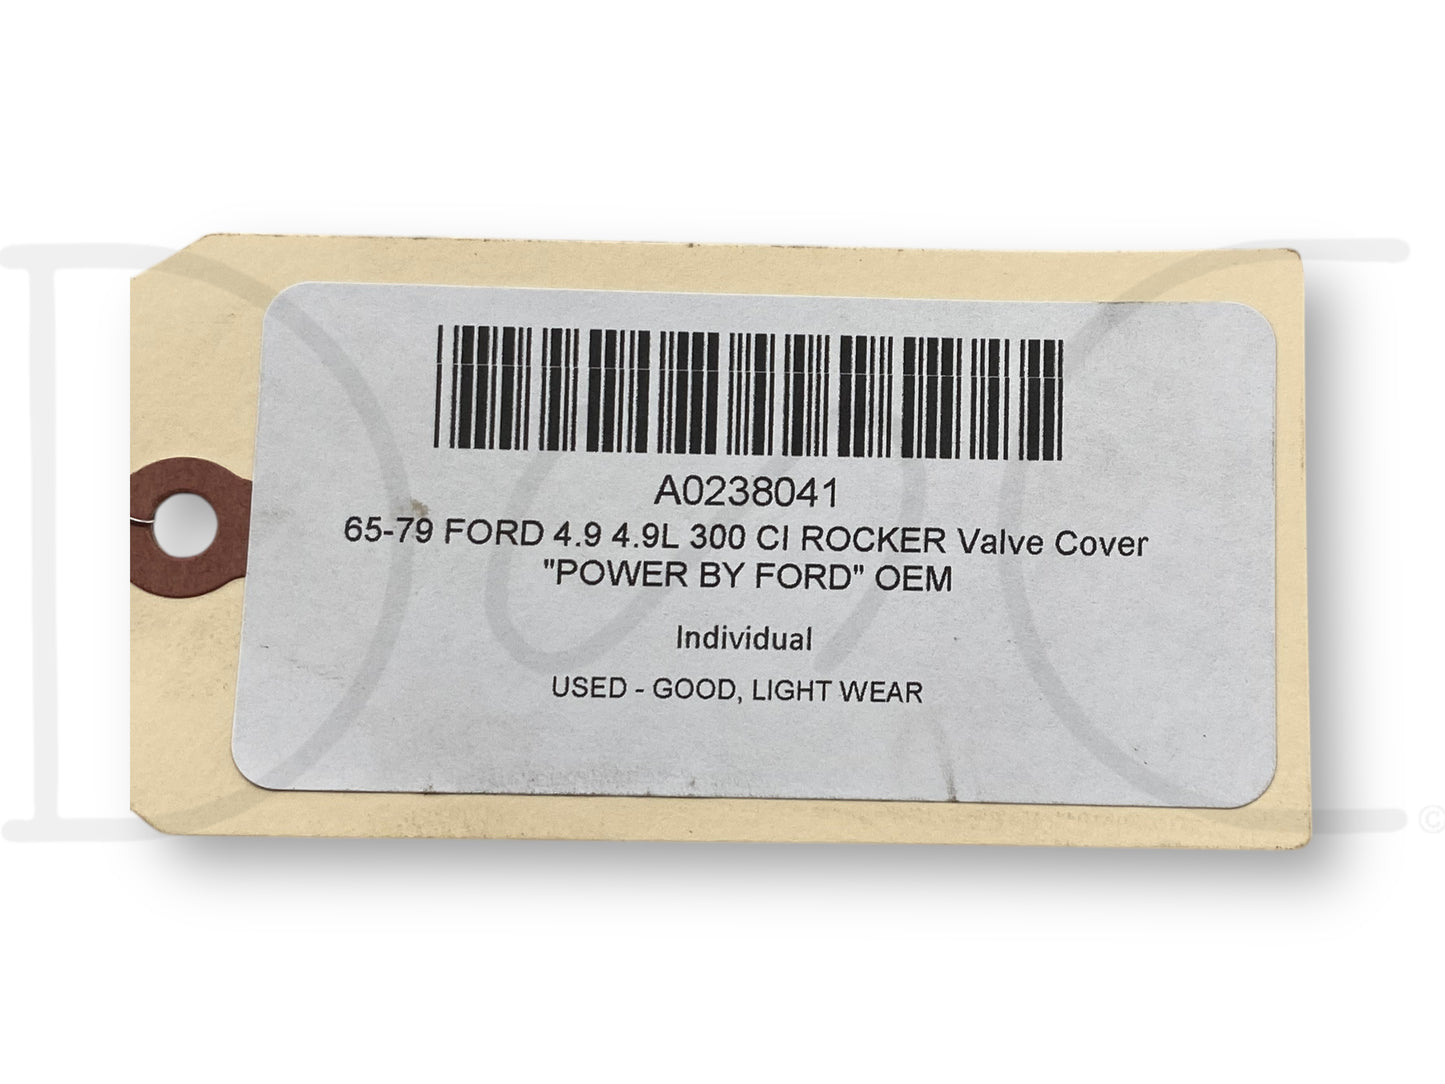 A0238041
65-79 FORD 4.9 4.9L 300 CI ROCKER Valve Cover
"POWER BY FORD" OEM
Individual
USED - GOOD, LIGHT WEAR
©